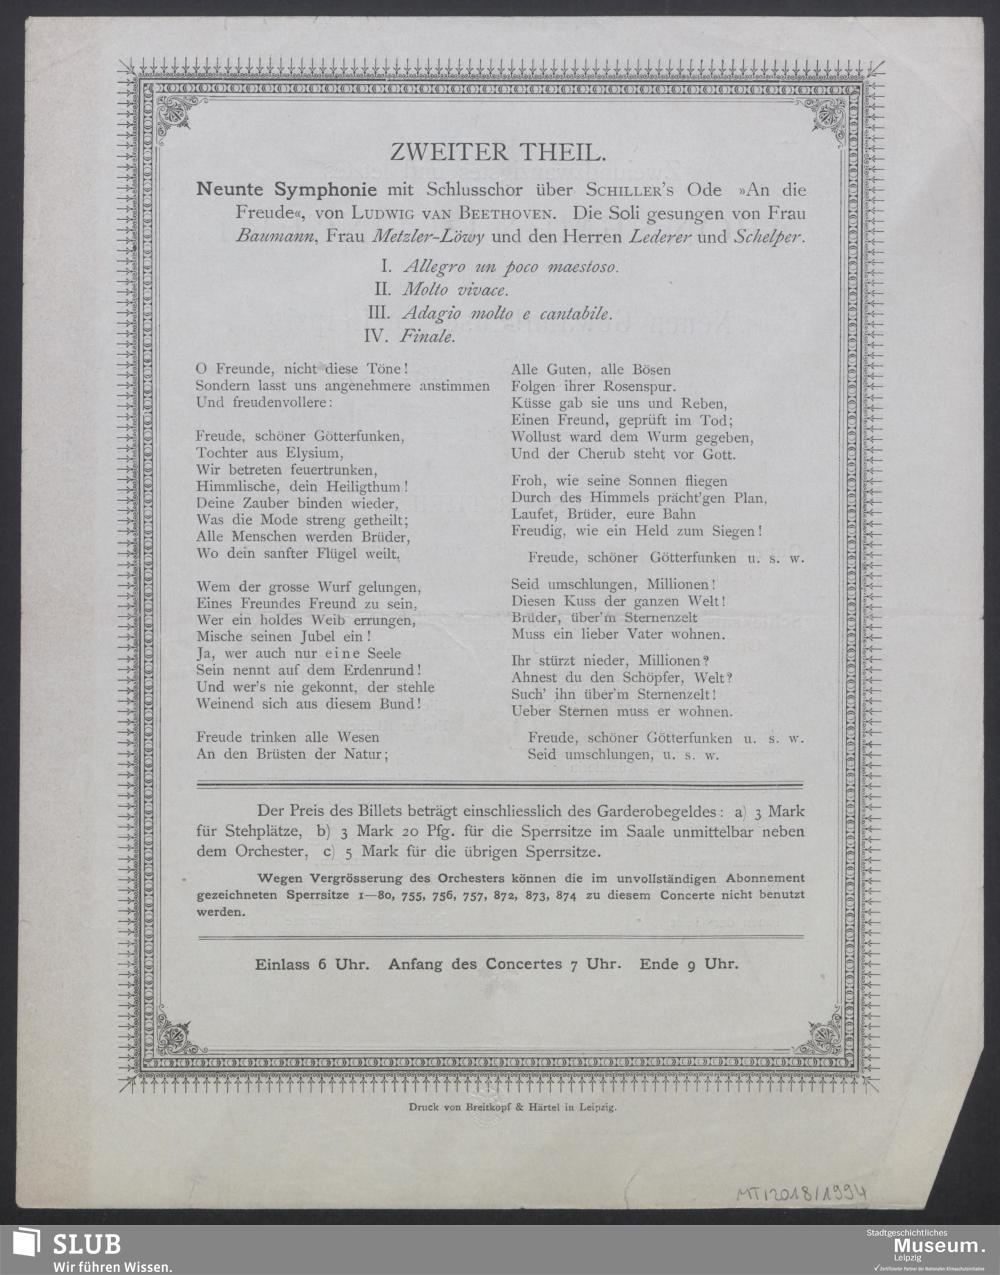 ZWEITER THEIL.
Neunte Symphonie mit Schlusschor über SCHILLER'S Ode »An die
Freude«, von LUDWIG VAN BEETHOVEN. Die Soli gesungen von Frau
Baumann, Frau Metzler-Löwy und den Herren Lederer und Schelper.
I. Allegro un poco maestoso.
II. Molto vivace.
III. Adagio molto e cantabile.
IV. Finale.
O Freunde, nicht diese Töne!
Sondern lasst uns angenehmere anstimmen
Und freudenvollere:
Freude, schöner Götterfunken,
Tochter aus Elysium,
Wir betreten feuertrunken,
Himmlische, dein Heiligthum!
Deine Zauber binden wieder,
Was die Mode streng getheilt;
Alle Menschen werden Brüder,
Wo dein sanfter Flügel weilt.
Wem der grosse Wurf gelungen,
Eines Freundes Freund zu sein,
Wer ein holdes Weib errungen,
Mische seinen Jubel ein!
Ja, wer auch nur eine Seele
Sein nennt auf dem Erdenrund!
Und wer's nie gekonnt, der stehle
Weinend sich aus diesem Bund!
Freude trinken alle Wesen
An den Brüsten der Natur;
Alle Guten, alle Bösen
Folgen ihrer Rosenspur.
Küsse gab sie uns und Reben,
Einen Freund, geprüft im Tod;
Wollust ward dem Wurm gegeben,
Und der Cherub steht vor Gott.
Froh, wie seine Sonnen fliegen
Durch des Himmels prächt'gen Plan,
Laufet, Brüder, eure Bahn
Freudig, wie ein Held zum Siegen!
Freude, schöner Götterfunken u. s. w.
Seid umschlungen, Millionen!
Diesen Kuss der ganzen Welt!
Brüder, über'm Sternenzelt
Muss ein lieber Vater wohnen.
Ihr stürzt nieder, Millionen?
Ahnest du den Schöpfer, Welt?
Such' ihn über'm Sternenzelt!
Ueber Sternen muss er wohnen.
Freude, schöner Götterfunken u. s. w.
Seid umschlungen, u. s. w.
Der Preis des Billets beträgt einschliesslich des Garderobegeldes: a) 3 Mark
für Stehplätze, b) 3 Mark 20 Pfg. für die Sperrsitze im Saale unmittelbar neben
dem Orchester, c) 5 Mark für die übrigen Sperrsitze.
Wegen Vergrösserung des Orchesters können die im unvollständigen Abonnement
gezeichneten Sperrsitze 1—80, 755, 756, 757, 872, 873, 874 zu diesem Concerte nicht benutzt
werden.
Einlass 6 Uhr. Anfang des Concertes 7 Uhr. Ende 9 Uhr.
Druck von Breitkopf & Härtel in Leipzig.
MT/2018/1994
SLUB
Wir führen Wissen.
Stadtgeschichtliches
Museum.
Leipzig
Zertifizierter Partner der Nationalen Klimaschutzinitiative